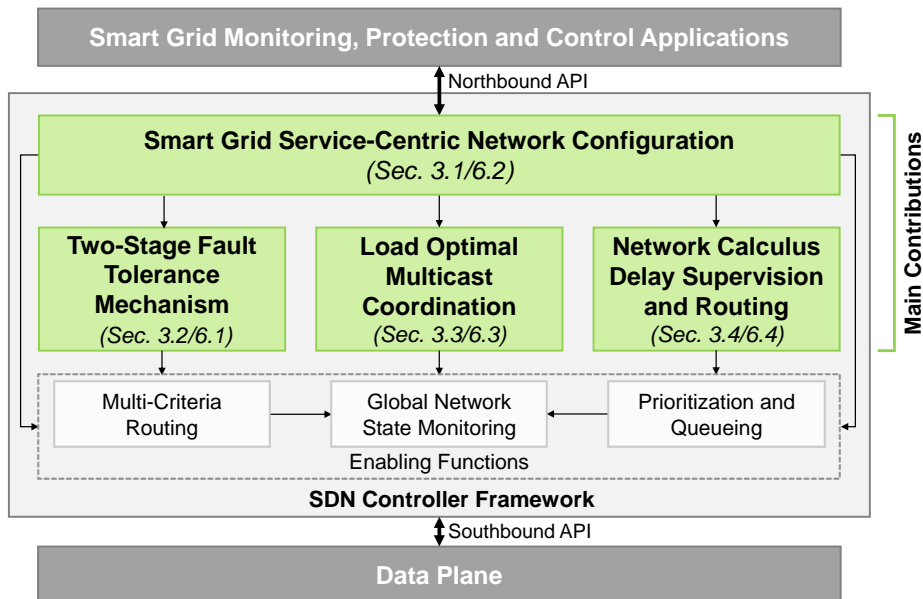 Smart Grid Monitoring, Protection and Control Applications
Northbound API
Smart Grid Service-Centric Network Configuration
(Sec. 3.1/6.2)
Main Contributions
Two-Stage Fault
Tolerance
Mechanism
(Sec. 3.2/6.1)
Load Optimal
Multicast
Coordination
(Sec. 3.3/6.3)
Network Calculus
Delay Supervision
and Routing
(Sec. 3.4/6.4)
Multi-Criteria
Routing
Global Network
State Monitoring
Prioritization and
Queueing
Enabling Functions
SDN Controller Framework
Southbound API
Data Plane